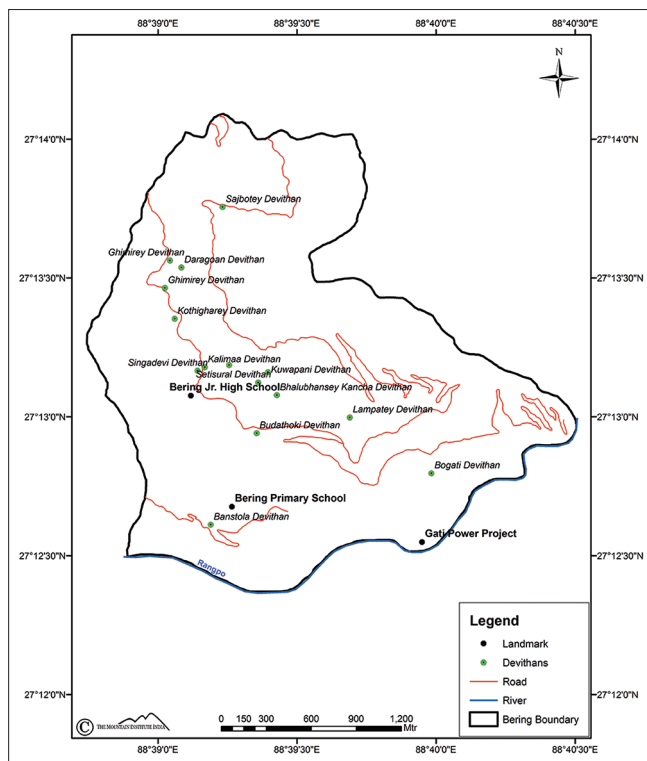 88°39'0"E 88°39'30"E 88°40'0"E 88°40'30"E
N
27°14'0"N 27°14'0"N
Sajbotey Devithan
Ghimirey Devithan
Daragoan Devithan
27°13'30"N 27°13'30"N
Ghimirey Devithan
Kothigharey Devithan
Singadevi Devithan
Kalimaa Devithan
Setisural Devithan
Kuwapani Devithan
Bering Jr. High School
Bhalubhansey Kancha Devithan
Lampatey Devithan
27°13'0"N 27°13'0"N
Budathoki Devithan
Bogati Devithan
Bering Primary School
Banstola Devithan
Gati Power Project
27°12'30"N 27°12'30"N
Rangpo
Legend
Landmark
Devithans
Road
River
Bering Boundary
27°12'0"N 27°12'0"N
© THE MOUNTAIN INSTITUTE INDIA
0 150 300 600 900 1,200
Mtr
88°39'0"E 88°39'30"E 88°40'0"E 88°40'30"E